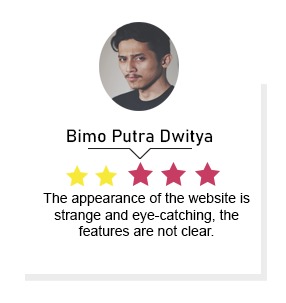 Bimo Putra Dwitya
The appearance of the website is
strange and eye-catching, the
features are not clear.